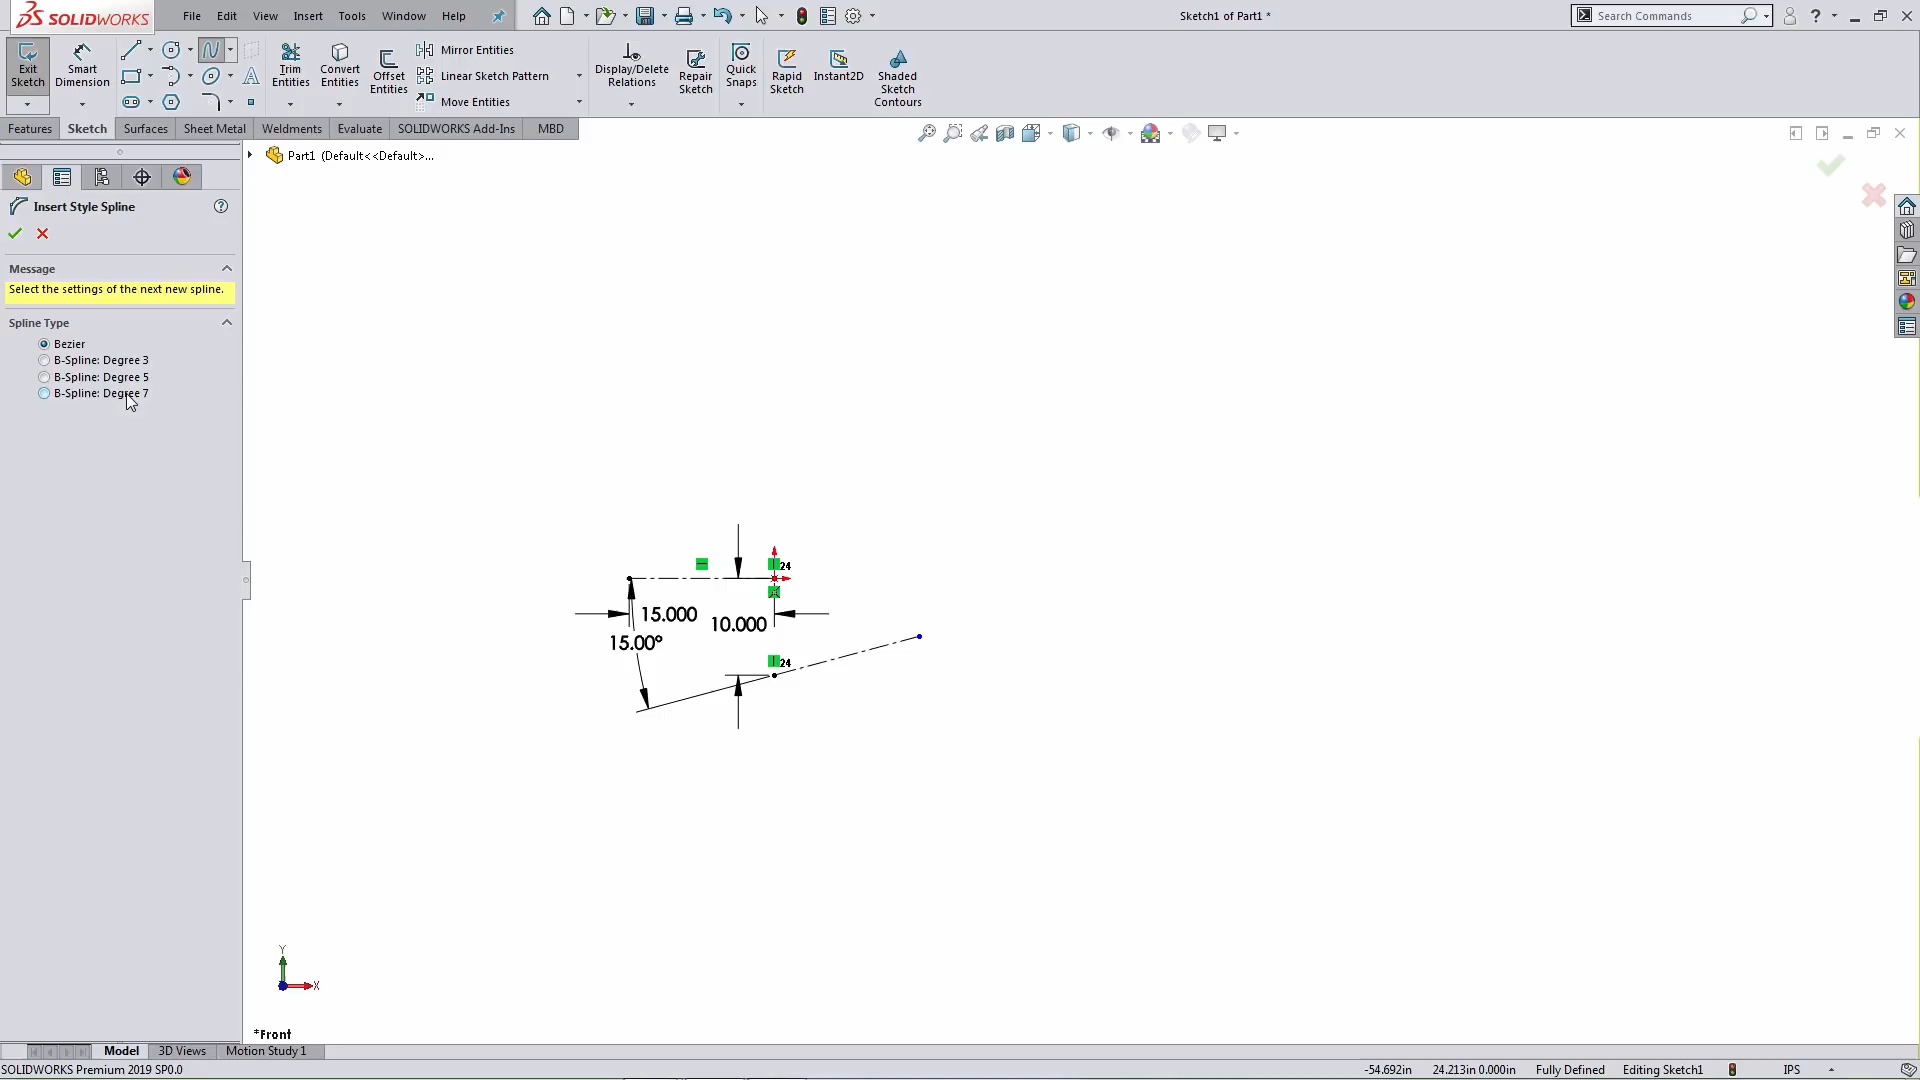 SOLIDWORKS
File Edit View Insert Tools Window Help
Sketch1 of Part1 *
Search Commands
?
Exit Sketch
Smart Dimension
Trim Entities
Convert Entities
Offset Entities
Mirror Entities
Linear Sketch Pattern
Move Entities
Display/Delete Relations
Repair Sketch
Quick Snaps
Rapid Sketch
Instant2D
Shaded Sketch Contours
Features Sketch Surfaces Sheet Metal Weldments Evaluate SOLIDWORKS Add-Ins MBD
Part1 (Default<<Default>...
Insert Style Spline
?
Message
Select the settings of the next new spline.
Spline Type
Bezier
B-Spline: Degree 3
B-Spline: Degree 5
B-Spline: Degree 7
24
15.000
10.000
15.00°
24
Y
X
*Front
Model 3D Views Motion Study 1
SOLIDWORKS Premium 2019 SP0.0
-54.692in 24.213in 0.000in Fully Defined Editing Sketch1 IPS